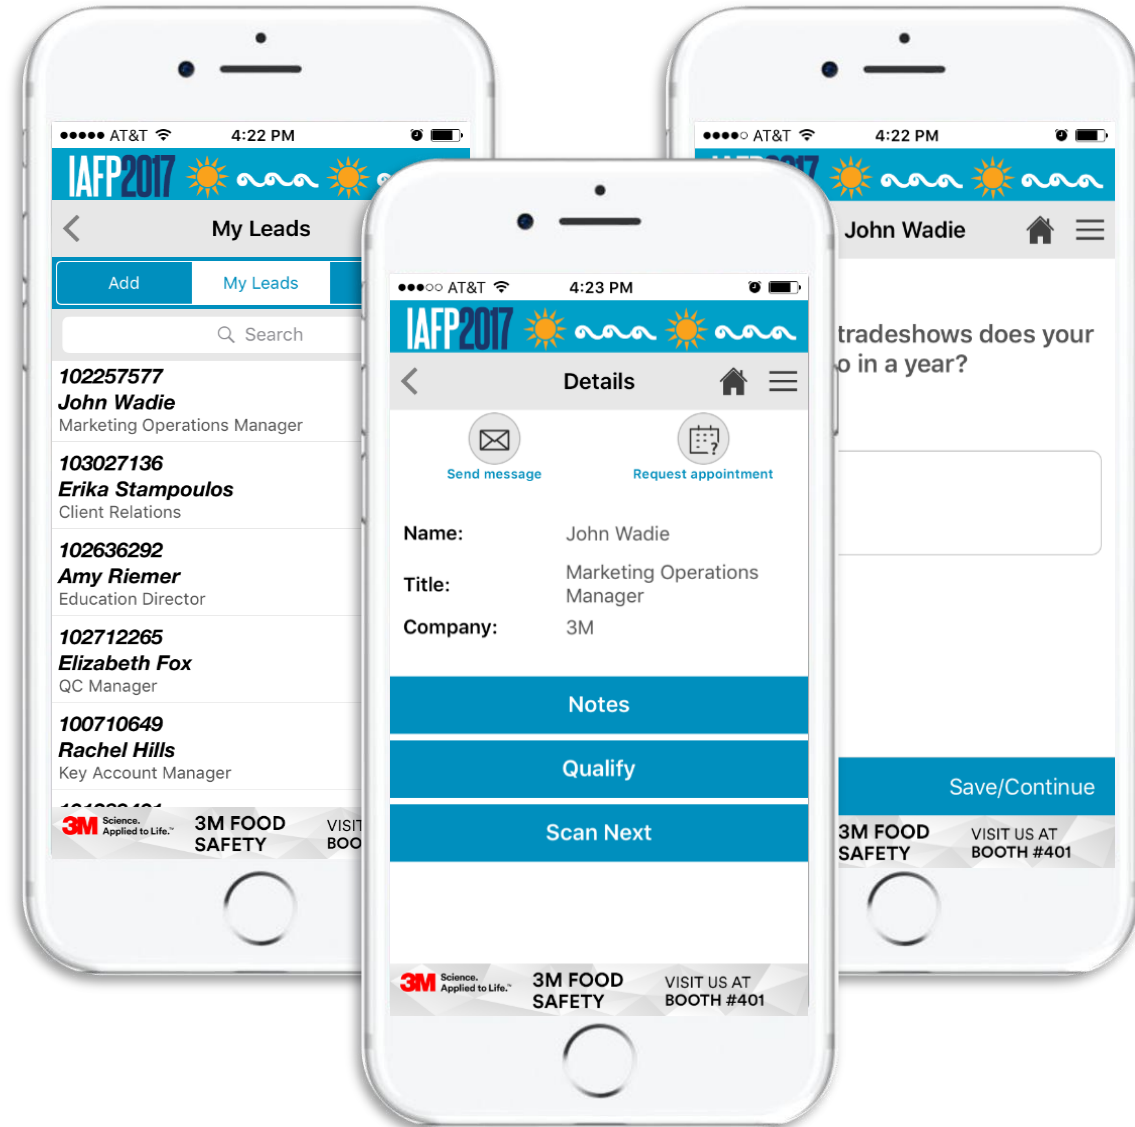 AT&T 4:22 PM
IAFP2017
My Leads
Add My Leads
Search
102257577
John Wadie
Marketing Operations Manager
103027136
Erika Stampoulos
Client Relations
102636292
Amy Riemer
Education Director
102712265
Elizabeth Fox
QC Manager
100710649
Rachel Hills
Key Account Manager
3M Science.
Applied to Life.™
3M FOOD
SAFETY
VISIT
BOO
AT&T 4:23 PM
IAFP2017
Details
Send message Request appointment
Name: John Wadie
Title: Marketing Operations
Manager
Company: 3M
Notes
Qualify
Scan Next
3M Science.
Applied to Life.™
3M FOOD
SAFETY
VISIT US AT
BOOTH #401
AT&T 4:22 PM
17
John Wadie
tradeshows does your
o in a year?
Save/Continue
3M FOOD
SAFETY
VISIT US AT
BOOTH #401